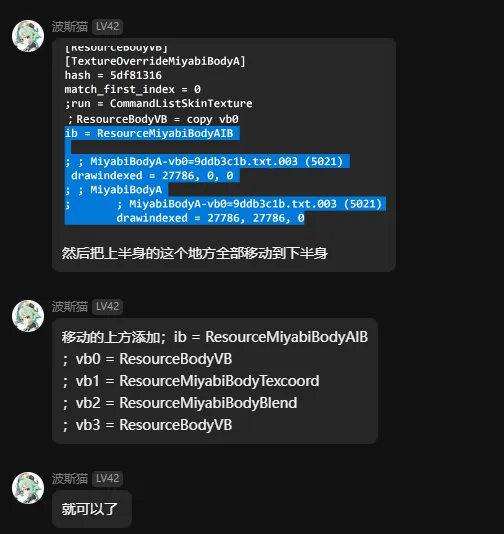 波斯猫 LV42
[ResourceBodyVB]
[TextureOverrideMiyabiBodyA]
hash = 5df81316
match_first_index = 0
;run = CommandListSkinTexture
;ResourceBodyVB = copy vb0
ib = ResourceMiyabiBodyAIB
; ; MiyabiBodyA-vb0=9ddb3c1b.txt.003 (5021)
drawindexed = 27786, 0, 0
; ; MiyabiBodyA
; ; MiyabiBodyA-vb0=9ddb3c1b.txt.003 (5021)
drawindexed = 27786, 27786, 0
然后把上半身的这个地方全部移动到下半身
波斯猫 LV42
移动的上方添加；ib = ResourceMiyabiBodyAIB
；vb0 = ResourceBodyVB
；vb1 = ResourceMiyabiBodyTexcoord
；vb2 = ResourceMiyabiBodyBlend
；vb3 = ResourceBodyVB
波斯猫 LV42
就可以了